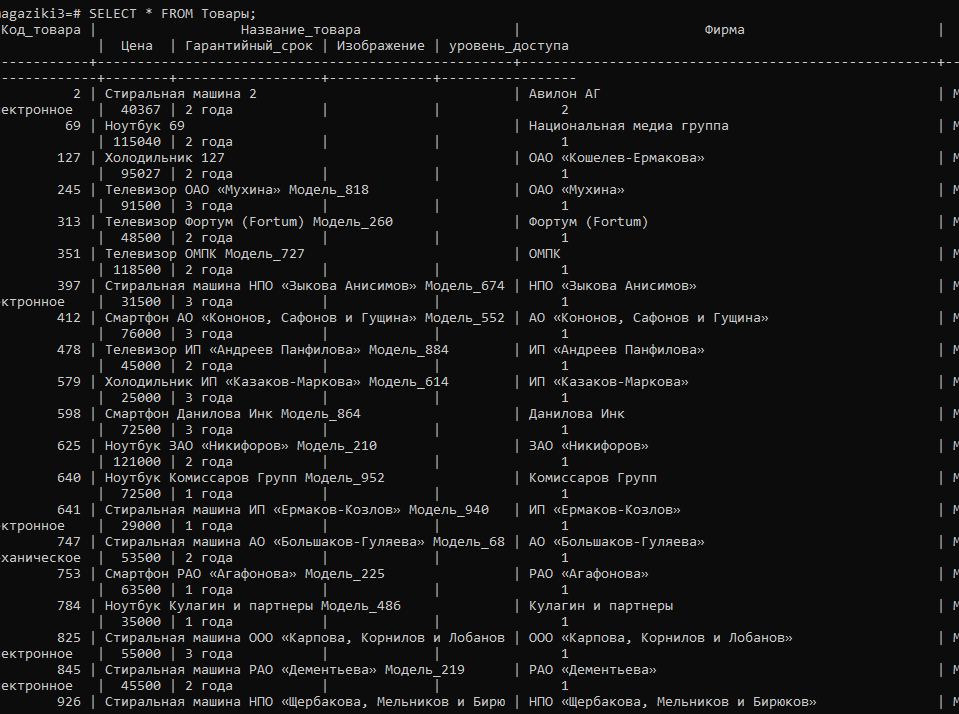 magaziki3=# SELECT * FROM Товары;
Код_товара | Название_товара | Фирма |
| Цена | Гарантийный_срок | Изображение | уровень_доступа
------------+----------------------------------------------------+----------------------------------------------------+--
------------+--------+------------------+-------------+-----------------
2 | Стиральная машина 2 | Авилон АГ | М
ектронное | 40367 | 2 года | | 2
69 | Ноутбук 69 | Национальная медиа группа | М
| 115040 | 2 года | | 1
127 | Холодильник 127 | ОАО «Кошелев-Ермакова» | М
| 95027 | 2 года | | 1
245 | Телевизор ОАО «Мухина» Модель_818 | ОАО «Мухина» | М
| 91500 | 3 года | | 1
313 | Телевизор Фортум (Fortum) Модель_260 | Фортум (Fortum) | М
| 48500 | 2 года | | 1
351 | Телевизор ОМПК Модель_727 | ОМПК | М
| 118500 | 2 года | | 1
397 | Стиральная машина НПО «Зыкова Анисимов» Модель_674 | НПО «Зыкова Анисимов» | М
ктронное | 31500 | 3 года | | 1
412 | Смартфон АО «Кононов, Сафонов и Гущина» Модель_552 | АО «Кононов, Сафонов и Гущина» | М
| 76000 | 3 года | | 1
478 | Телевизор ИП «Андреев Панфилова» Модель_884 | ИП «Андреев Панфилова» | М
| 45000 | 2 года | | 1
579 | Холодильник ИП «Казаков-Маркова» Модель_614 | ИП «Казаков-Маркова» | М
| 25000 | 3 года | | 1
598 | Смартфон Данилова Инк Модель_864 | Данилова Инк | М
| 72500 | 3 года | | 1
625 | Ноутбук ЗАО «Никифоров» Модель_210 | ЗАО «Никифоров» | М
| 121000 | 2 года | | 1
640 | Ноутбук Комиссаров Групп Модель_952 | Комиссаров Групп | М
| 72500 | 1 года | | 1
641 | Стиральная машина ИП «Ермаков-Козлов» Модель_940 | ИП «Ермаков-Козлов» | М
ктронное | 29000 | 1 года | | 1
747 | Стиральная машина АО «Большаков-Гуляева» Модель_68 | АО «Большаков-Гуляева» | М
ханическое | 53500 | 2 года | | 1
753 | Смартфон РАО «Агафонова» Модель_225 | РАО «Агафонова» | М
| 63500 | 1 года | | 1
784 | Ноутбук Кулагин и партнеры Модель_486 | Кулагин и партнеры | М
| 35000 | 1 года | | 1
825 | Стиральная машина ООО «Карпова, Корнилов и Лобанов | ООО «Карпова, Корнилов и Лобанов» | М
ектронное | 55000 | 3 года | | 1
845 | Стиральная машина РАО «Дементьева» Модель_219 | РАО «Дементьева» | М
ектронное | 45500 | 2 года | | 1
926 | Стиральная машина НПО «Щербакова, Мельников и Бирю | НПО «Щербакова, Мельников и Бирюков» | М